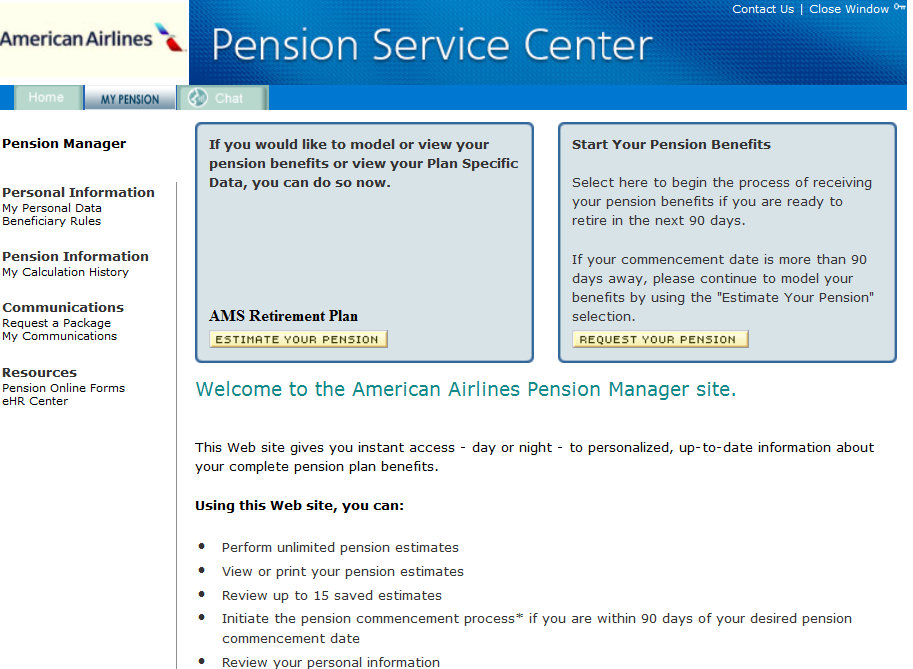 Contact Us | Close Window
American Airlines
Pension Service Center
Home
MY PENSION
Chat
Pension Manager
Personal Information
My Personal Data
Beneficiary Rules
Pension Information
My Calculation History
Communications
Request a Package
My Communications
Resources
Pension Online Forms
eHR Center
If you would like to model or view your
pension benefits or view your Plan Specific
Data, you can do so now.
AMS Retirement Plan
ESTIMATE YOUR PENSION
Start Your Pension Benefits
Select here to begin the process of receiving
your pension benefits if you are ready to
retire in the next 90 days.
If your commencement date is more than 90
days away, please continue to model your
benefits by using the "Estimate Your Pension"
selection.
REQUEST YOUR PENSION
Welcome to the American Airlines Pension Manager site.
This Web site gives you instant access - day or night - to personalized, up-to-date information about
your complete pension plan benefits.
Using this Web site, you can:
• Perform unlimited pension estimates
• View or print your pension estimates
• Review up to 15 saved estimates
• Initiate the pension commencement process* if you are within 90 days of your desired pension
commencement date
• Review your personal information